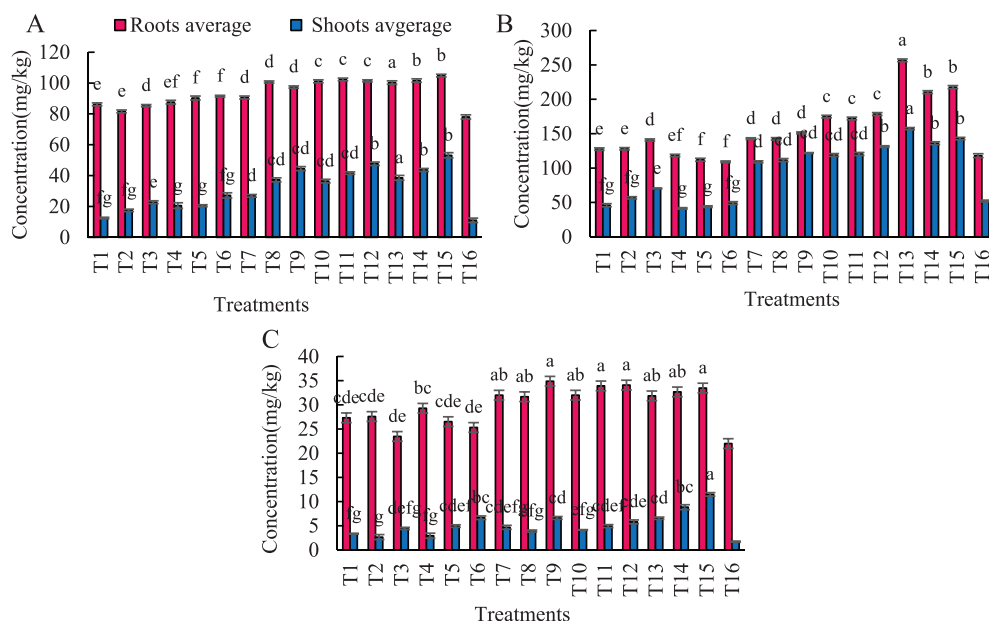 A
Roots average
Shoots avgerage
Concentration(mg/kg)
120
100
80
60
40
20
0
e e d ef f f d d d c c c a b b
fg fg e g g fg d cd cd cd cd b a b b
T1 T2 T3 T4 T5 T6 T7 T8 T9 T10 T11 T12 T13 T14 T15 T16
Treatments
B
Concentration(mg/kg)
300
250
200
150
100
50
0
e e d ef f f d d d c c c a b b
fg fg e g g fg d cd cd cd cd b a b b
T1 T2 T3 T4 T5 T6 T7 T8 T9 T10 T11 T12 T13 T14 T15 T16
Treatments
C
Concentration(mg/kg)
40
35
30
25
20
15
10
5
0
cde cde de bc cde de ab ab a ab a a ab ab a
fg g defg fg cdef bc cdefg efg cd efg cdef cde cd bc a
T1 T2 T3 T4 T5 T6 T7 T8 T9 T10 T11 T12 T13 T14 T15 T16
Treatments